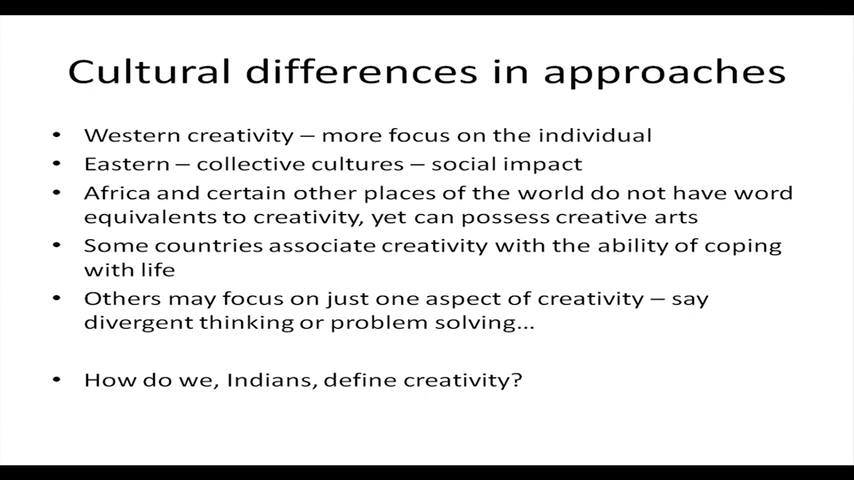 Cultural differences in approaches
• Western creativity – more focus on the individual
• Eastern – collective cultures – social impact
• Africa and certain other places of the world do not have word
equivalents to creativity, yet can possess creative arts
• Some countries associate creativity with the ability of coping
with life
• Others may focus on just one aspect of creativity – say
divergent thinking or problem solving...
• How do we, Indians, define creativity?